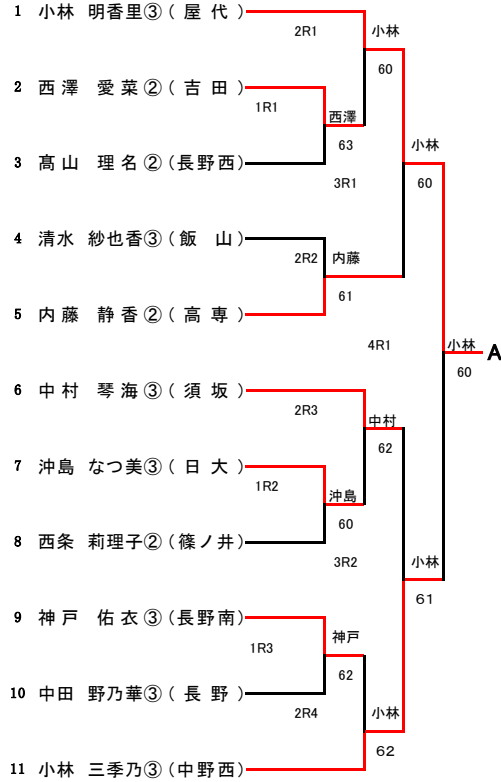 1 小林 明香里③(屋代)
2R1
小林
60
2 西澤 愛菜②(吉田)
1R1
西澤
63
小林
60
3 髙山 理名②(長野西)
3R1
4 清水 紗也香③(飯山)
2R2
内藤
61
5 内藤 静香②(高専)
4R1
小林
60
A
6 中村 琴海③(須坂)
2R3
中村
62
7 沖島 なつ美③(日大)
1R2
沖島
60
8 西条 莉理子②(篠ノ井)
3R2
小林
61
9 神戸 佑衣③(長野南)
1R3
神戸
62
10 中田 野乃華③(長野)
2R4
小林
62
11 小林 三季乃③(中野西)